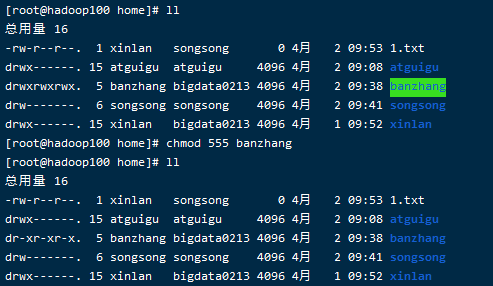 [root@hadoop100 home]# ll
总用量 16
-rw-r--r--. 1 xinlan songsong 0 4月 2 09:53 1.txt
drwx------. 15 atguigu atguigu 4096 4月 2 09:08 atguigu
drwxrwxrwx. 5 banzhang bigdata0213 4096 4月 2 09:38 banzhang
drw-------. 6 songsong songsong 4096 4月 2 09:41 songsong
drwx------. 15 xinlan bigdata0213 4096 4月 1 09:52 xinlan
[root@hadoop100 home]# chmod 555 banzhang
[root@hadoop100 home]# ll
总用量 16
-rw-r--r--. 1 xinlan songsong 0 4月 2 09:53 1.txt
drwx------. 15 atguigu atguigu 4096 4月 2 09:08 atguigu
dr-xr-xr-x. 5 banzhang bigdata0213 4096 4月 2 09:38 banzhang
drw-------. 6 songsong songsong 4096 4月 2 09:41 songsong
drwx------. 15 xinlan bigdata0213 4096 4月 1 09:52 xinlan